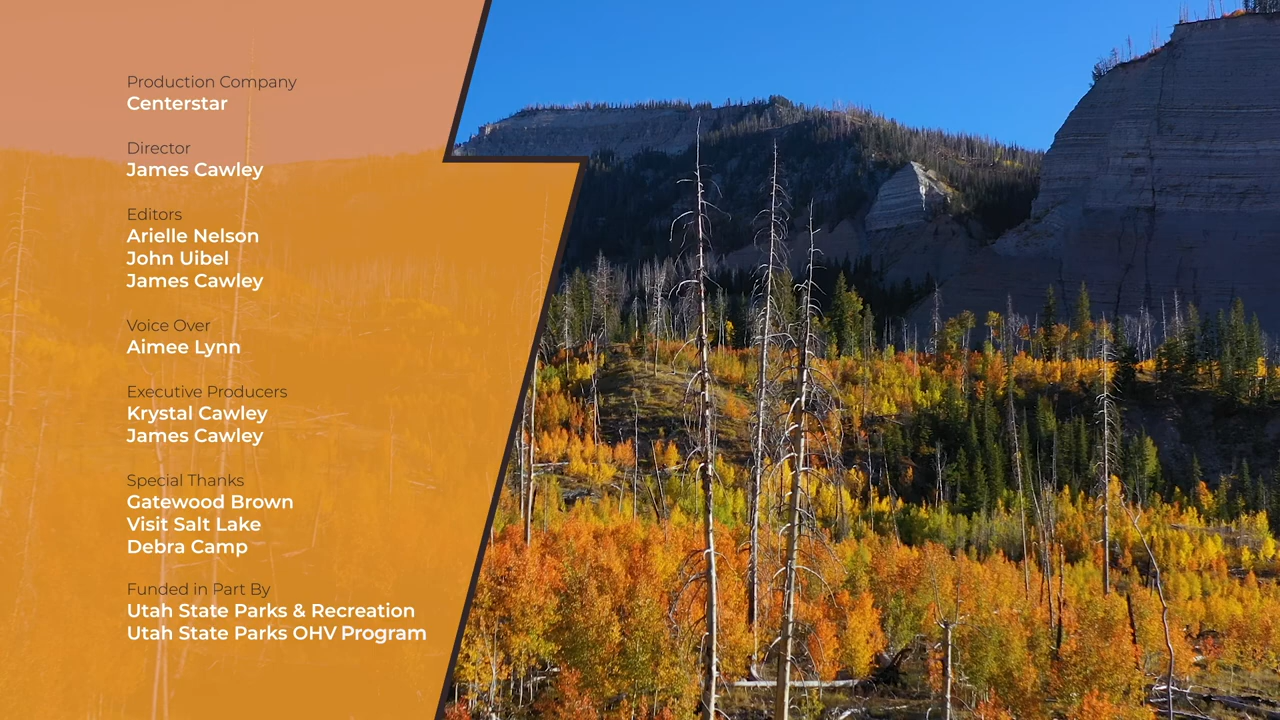 Production Company
Centerstar
Director
James Cawley
Editors
Arielle Nelson
John Uibel
James Cawley
Voice Over
Aimee Lynn
Executive Producers
Krystal Cawley
James Cawley
Special Thanks
Gatewood Brown
Visit Salt Lake
Debra Camp
Funded in Part By
Utah State Parks & Recreation
Utah State Parks OHV Program